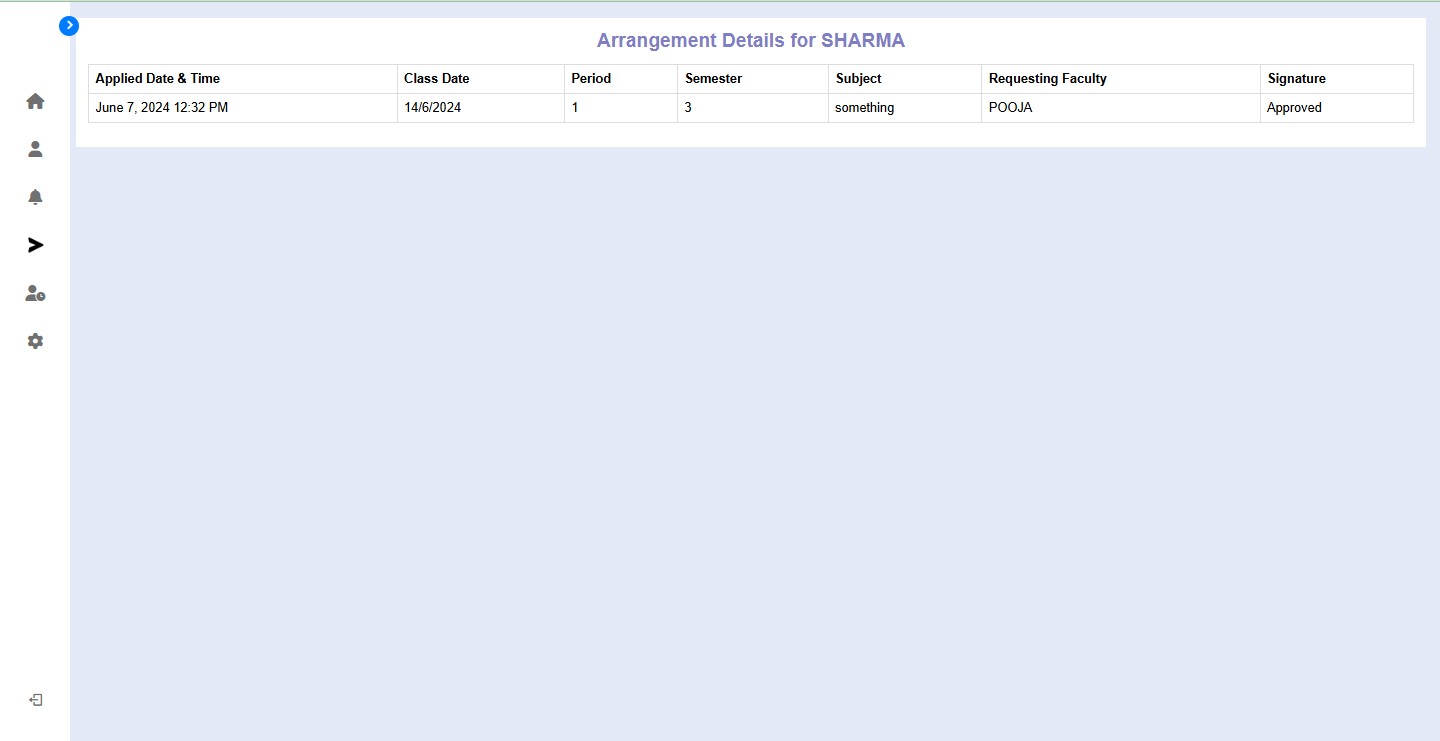 Arrangement Details for SHARMA
Applied Date & Time Class Date Period Semester Subject Requesting Faculty Signature
June 7, 2024 12:32 PM 14/6/2024 1 3 something POOJA Approved